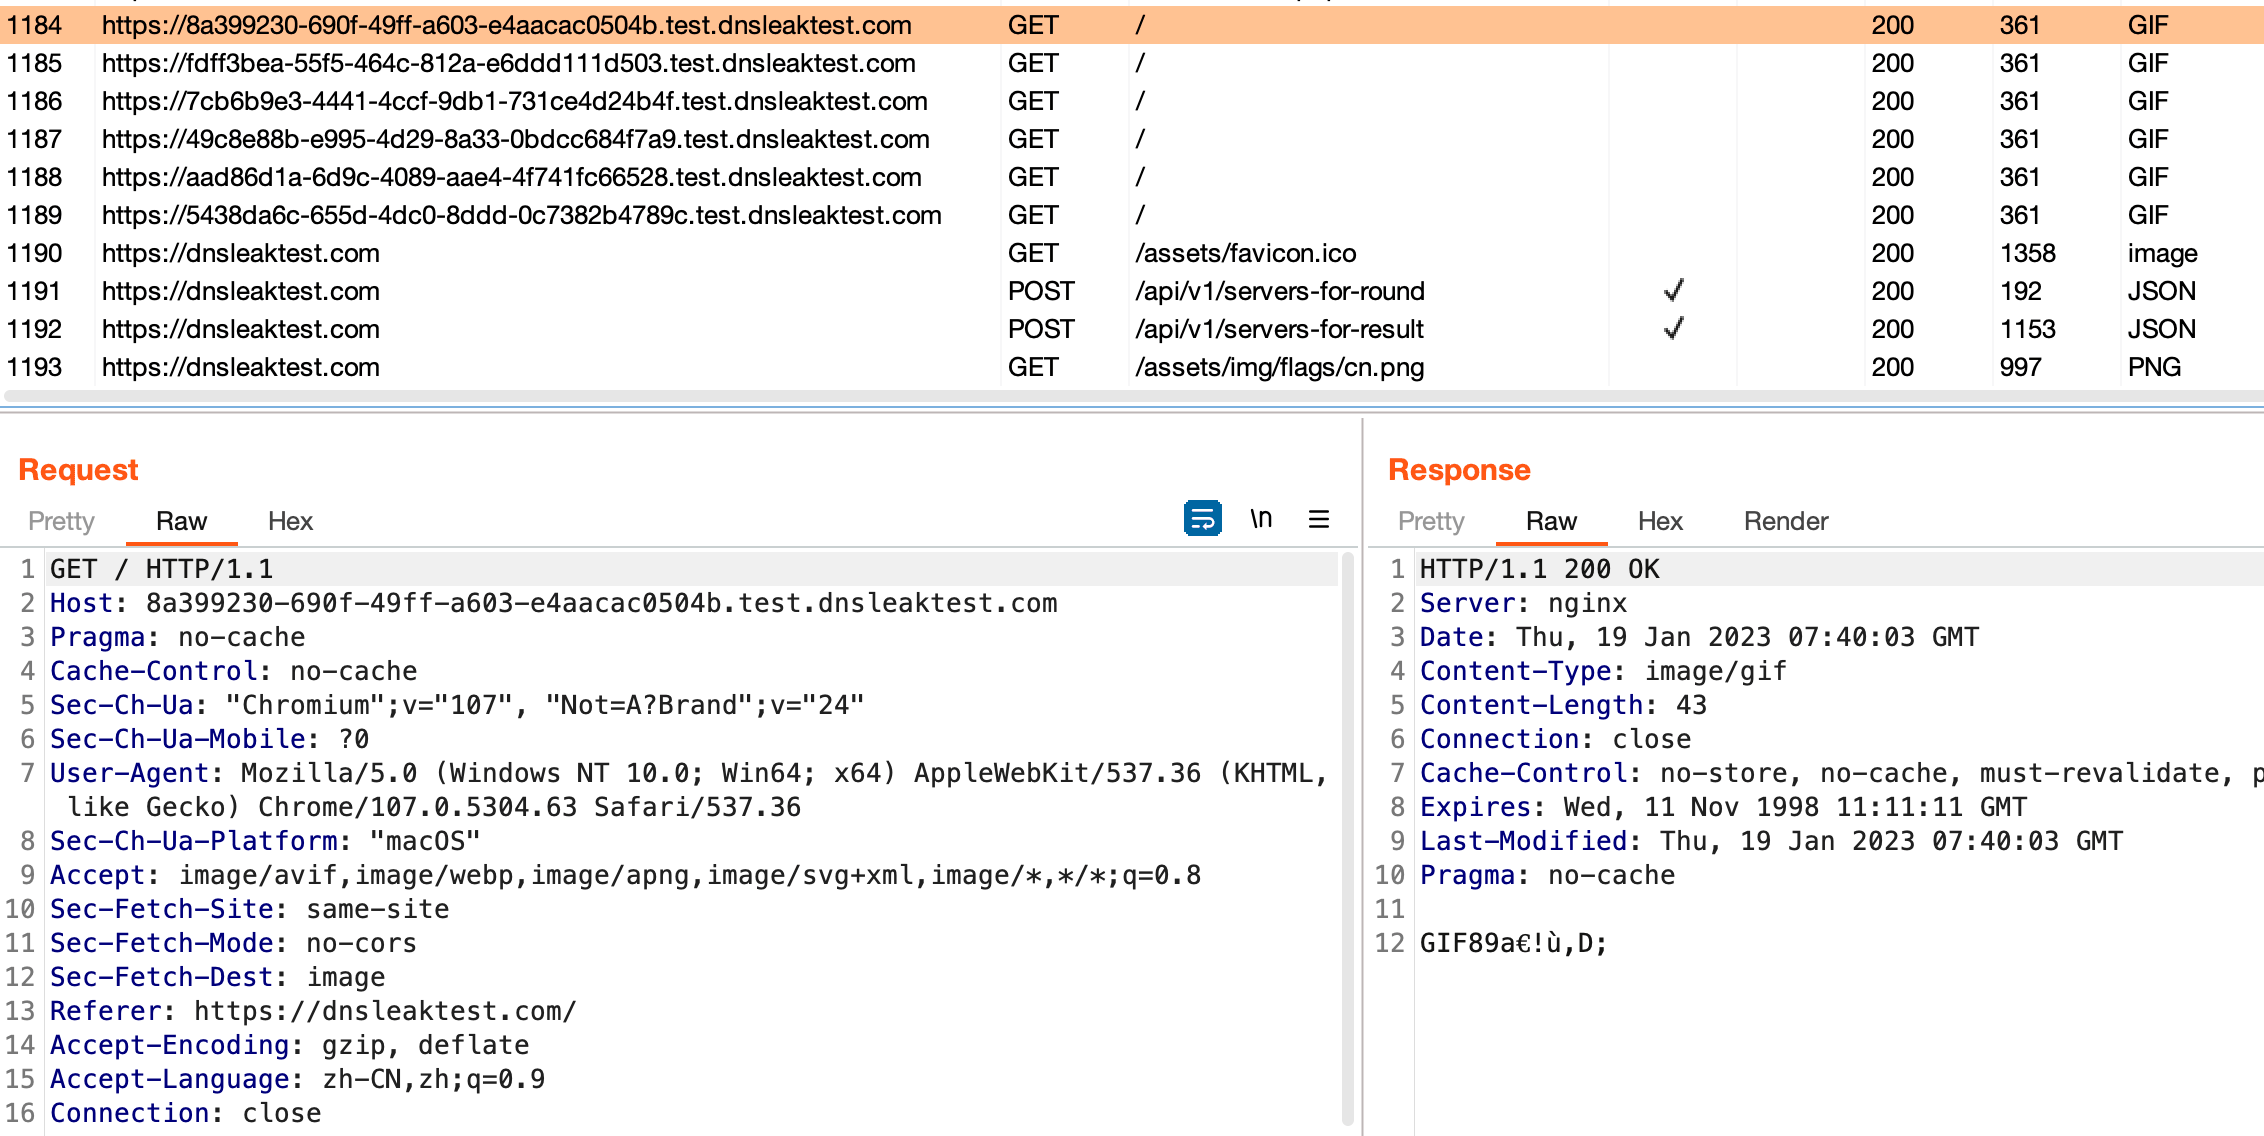 1184 https://8a399230-690f-49ff-a603-e4aacac0504b.test.dnsleaktest.com GET / 200 361 GIF
1185 https://fdff3bea-55f5-464c-812a-e6ddd111d503.test.dnsleaktest.com GET / 200 361 GIF
1186 https://7cb6b9e3-4441-4ccf-9db1-731ce4d24b4f.test.dnsleaktest.com GET / 200 361 GIF
1187 https://49c8e88b-e995-4d29-8a33-0bdcc684f7a9.test.dnsleaktest.com GET / 200 361 GIF
1188 https://aad86d1a-6d9c-4089-aae4-4f741fc66528.test.dnsleaktest.com GET / 200 361 GIF
1189 https://5438da6c-655d-4dc0-8ddd-0c7382b4789c.test.dnsleaktest.com GET / 200 361 GIF
1190 https://dnsleaktest.com GET /assets/favicon.ico 200 1358 image
1191 https://dnsleaktest.com POST /api/v1/servers-for-round ✓ 200 192 JSON
1192 https://dnsleaktest.com POST /api/v1/servers-for-result ✓ 200 1153 JSON
1193 https://dnsleaktest.com GET /assets/img/flags/cn.png 200 997 PNG
Request
Pretty Raw Hex \n
1 GET / HTTP/1.1
2 Host: 8a399230-690f-49ff-a603-e4aacac0504b.test.dnsleaktest.com
3 Pragma: no-cache
4 Cache-Control: no-cache
5 Sec-Ch-Ua: "Chromium";v="107", "Not=A?Brand";v="24"
6 Sec-Ch-Ua-Mobile: ?0
7 User-Agent: Mozilla/5.0 (Windows NT 10.0; Win64; x64) AppleWebKit/537.36 (KHTML,
like Gecko) Chrome/107.0.5304.63 Safari/537.36
8 Sec-Ch-Ua-Platform: "macOS"
9 Accept: image/avif,image/webp,image/apng,image/svg+xml,image/*,*/*;q=0.8
10 Sec-Fetch-Site: same-site
11 Sec-Fetch-Mode: no-cors
12 Sec-Fetch-Dest: image
13 Referer: https://dnsleaktest.com/
14 Accept-Encoding: gzip, deflate
15 Accept-Language: zh-CN,zh;q=0.9
16 Connection: close
Response
Pretty Raw Hex Render
1 HTTP/1.1 200 OK
2 Server: nginx
3 Date: Thu, 19 Jan 2023 07:40:03 GMT
4 Content-Type: image/gif
5 Content-Length: 43
6 Connection: close
7 Cache-Control: no-store, no-cache, must-revalidate, p
8 Expires: Wed, 11 Nov 1998 11:11:11 GMT
9 Last-Modified: Thu, 19 Jan 2023 07:40:03 GMT
10 Pragma: no-cache
11
12 GIF89a€!ù,D;